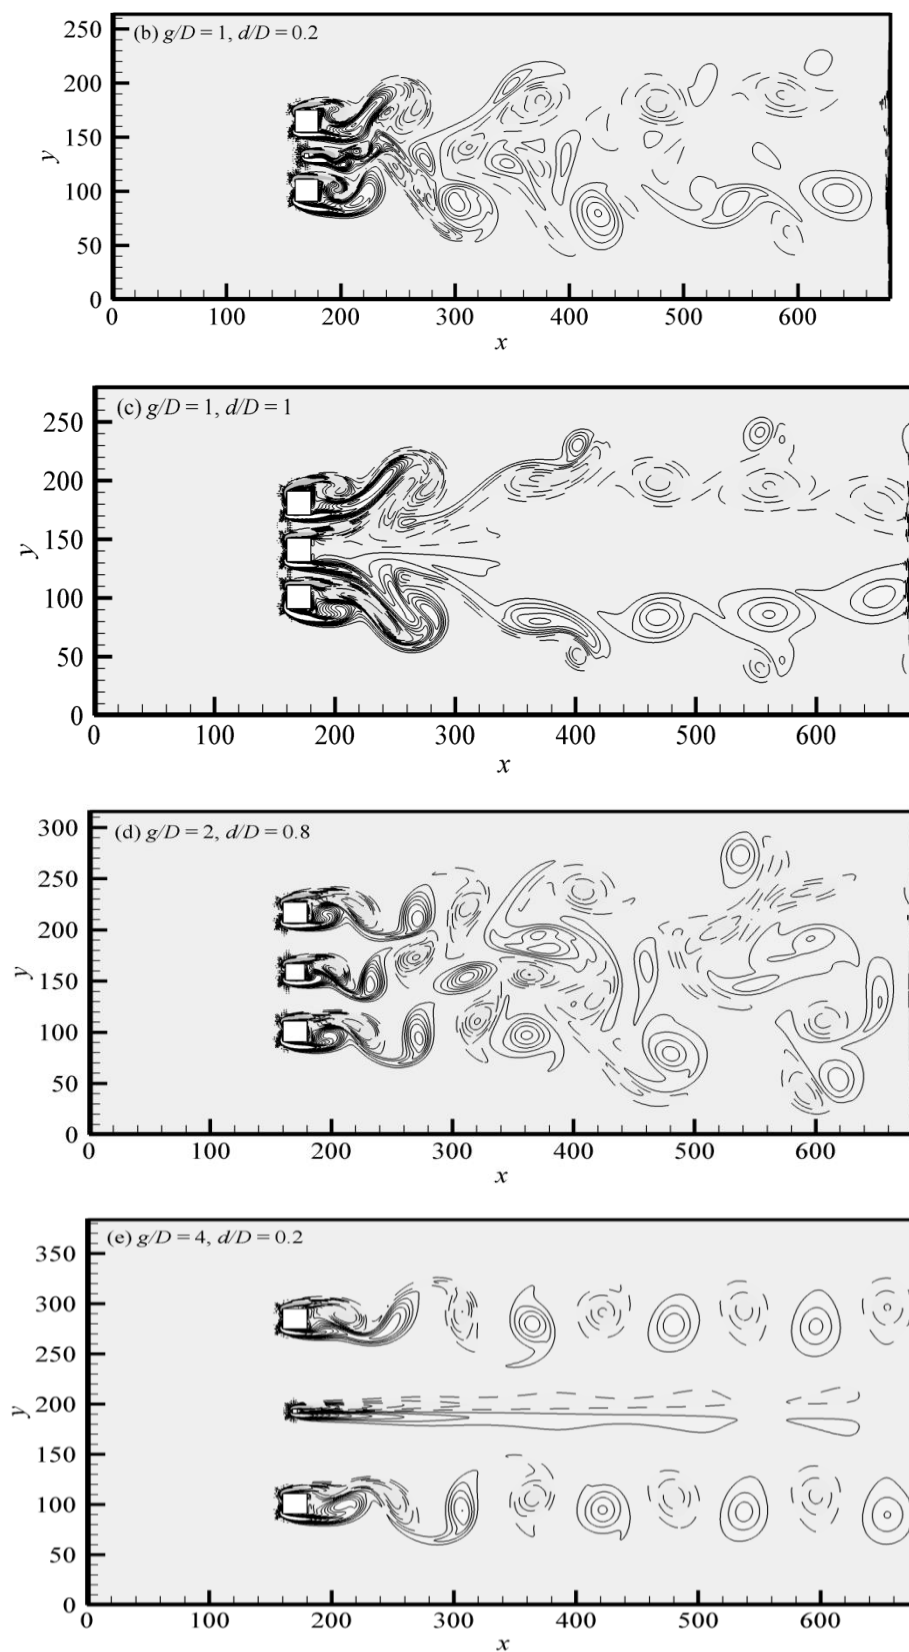 (b) g/D = 1, d/D = 0.2
250
200
150
y
100
50
0
0 100 200 300 400 500 600
x
(c) g/D = 1, d/D = 1
250
200
150
y
100
50
0
0 100 200 300 400 500 600
x
(d) g/D = 2, d/D = 0.8
300
250
200
y
150
100
50
0
0 100 200 300 400 500 600
x
(e) g/D = 4, d/D = 0.2
350
300
250
200
y
150
100
50
0
0 100 200 300 400 500 600
x